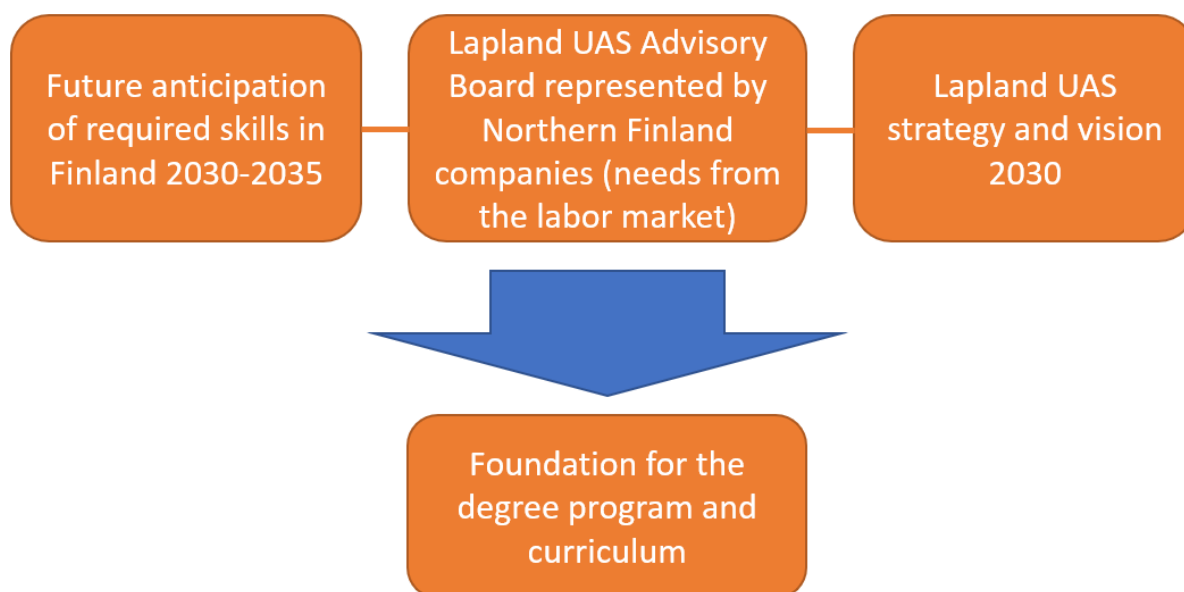 Future anticipation
of required skills in
Finland 2030-2035
Lapland UAS Advisory
Board represented by
Northern Finland
companies (needs from
the labor market)
Lapland UAS
strategy and vision
2030
Foundation for the
degree program and
curriculum